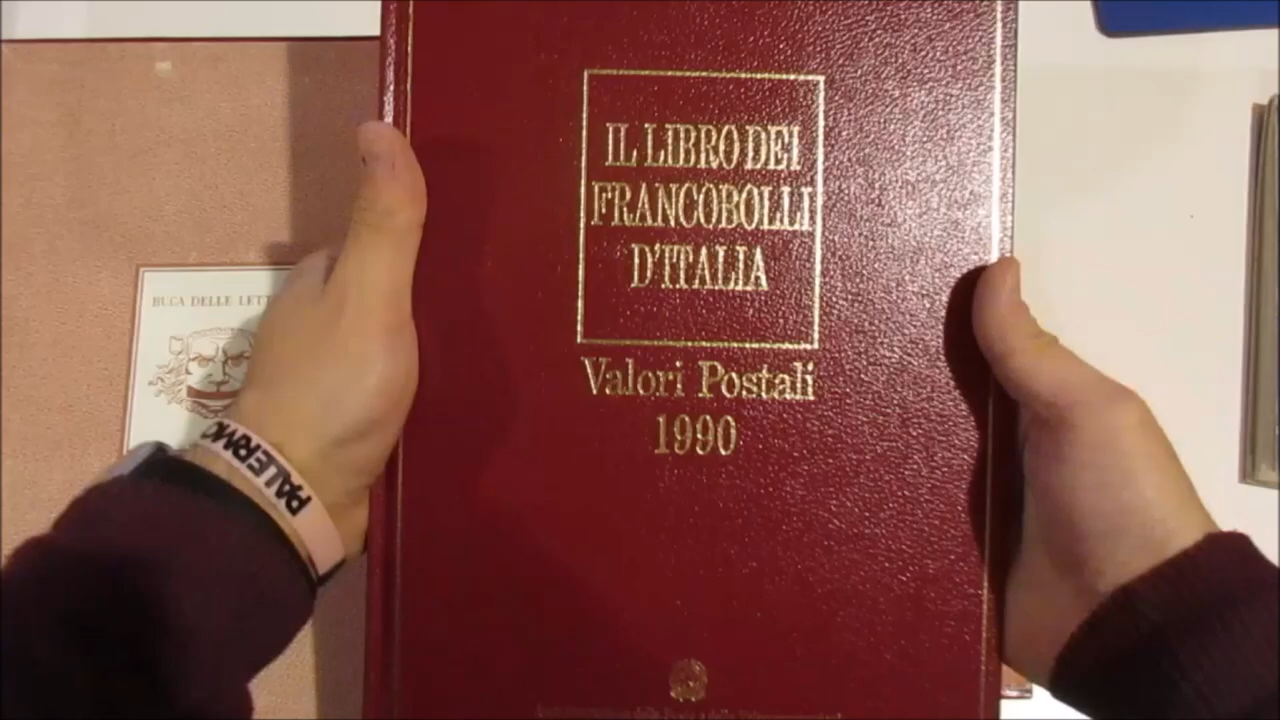 IL LIBRO DEI
FRANCOBOLLI
D'ITALIA
Valori Postali
1990
BUCA DELLE LETT
PALERMO